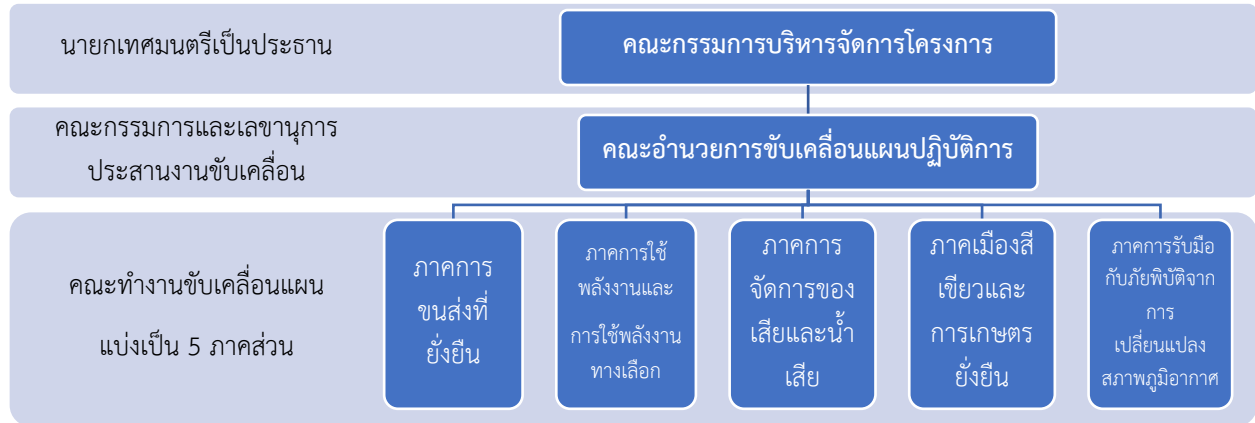 นายกเทศมนตรีเป็นประธาน
คณะกรรมการบริหารจัดการโครงการ
คณะกรรมการและเลขานุการ
ประสานงานขับเคลื่อน
คณะอำนวยการขับเคลื่อนแผนปฏิบัติการ
คณะทำงานขับเคลื่อนแผน
แบ่งเป็น 5 ภาคส่วน
ภาคการ
ขนส่งที่
ยั่งยืน
ภาคการใช้
พลังงานและ
การใช้พลังงาน
ทางเลือก
ภาคการ
จัดการของ
เสียและน้ำ
เสีย
ภาคเมืองสี
เขียวและ
การเกษตร
ยั่งยืน
ภาคการรับมือ
กับภัยพิบัติจาก
การ
เปลี่ยนแปลง
สภาพภูมิอากาศ